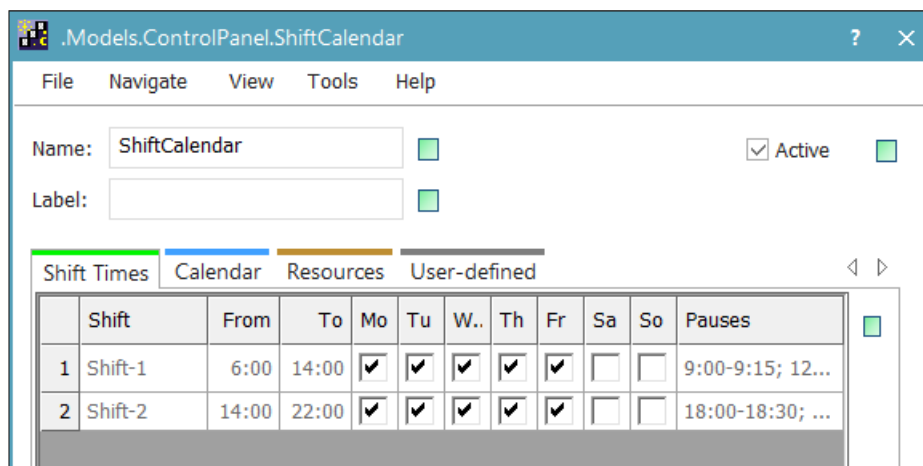 .Models.ControlPanel.ShiftCalendar ? ×
File Navigate View Tools Help
Name: ShiftCalendar Active
Label:
Shift Times Calendar Resources User-defined
Shift From To Mo Tu W.. Th Fr Sa So Pauses
1 Shift-1 6:00 14:00 9:00-9:15; 12...
2 Shift-2 14:00 22:00 18:00-18:30; ...